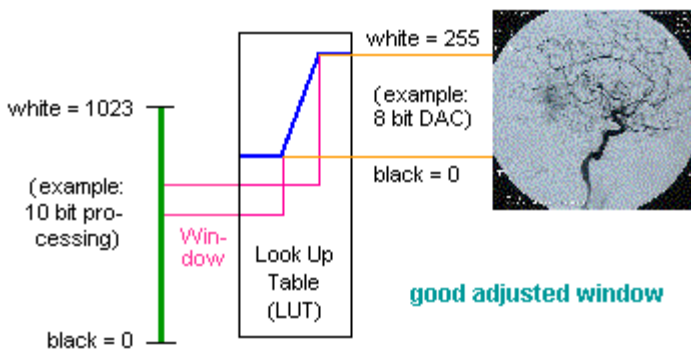 white = 255
(example:
8 bit DAC)
black = 0
white = 1023
(example:
10 bit pro-
cessing)
black = 0
Win-
dow
Look Up
Table
(LUT)
good adjusted window